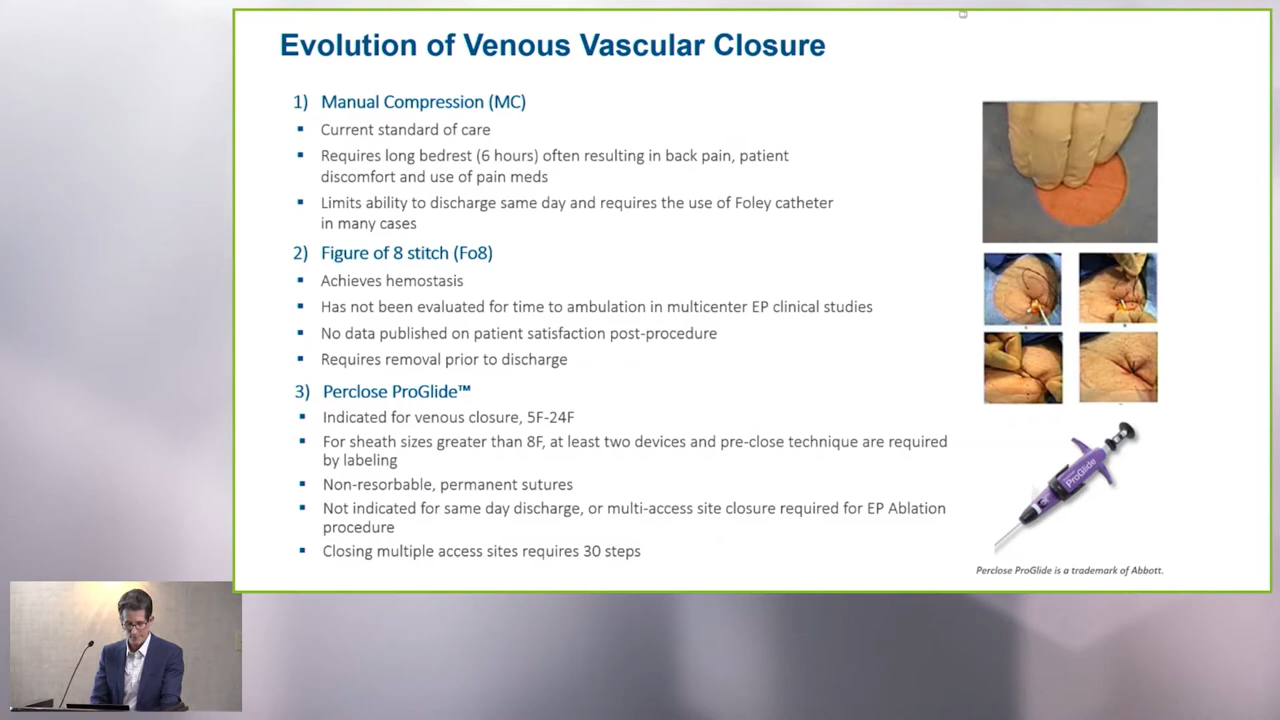 Evolution of Venous Vascular Closure
1) Manual Compression (MC)
▪ Current standard of care
▪ Requires long bedrest (6 hours) often resulting in back pain, patient
discomfort and use of pain meds
▪ Limits ability to discharge same day and requires the use of Foley catheter
in many cases
2) Figure of 8 stitch (Fo8)
▪ Achieves hemostasis
▪ Has not been evaluated for time to ambulation in multicenter EP clinical studies
▪ No data published on patient satisfaction post-procedure
▪ Requires removal prior to discharge
3) Perclose ProGlide™
▪ Indicated for venous closure, 5F-24F
▪ For sheath sizes greater than 8F, at least two devices and pre-close technique are required
by labeling
▪ Non-resorbable, permanent sutures
▪ Not indicated for same day discharge, or multi-access site closure required for EP Ablation
procedure
▪ Closing multiple access sites requires 30 steps
ProGlide
Perclose ProGlide is a trademark of Abbott.